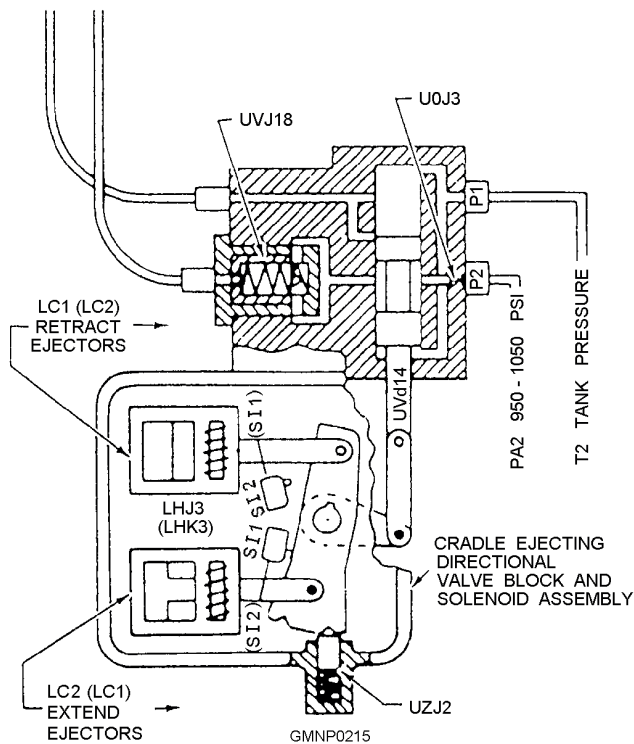 U0J3
UVJ18
P1
P2
LC1 (LC2)
RETRACT
EJECTORS
UVd14
PA2 950 - 1050 PSI
T2 TANK PRESSURE
(SI1)
SI2
LHJ3
(LHK3)
SI1
(SI2)
CRADLE EJECTING
DIRECTIONAL
VALVE BLOCK AND
SOLENOID ASSEMBLY
LC2 (LC1)
EXTEND
EJECTORS
UZJ2
GMNP0215